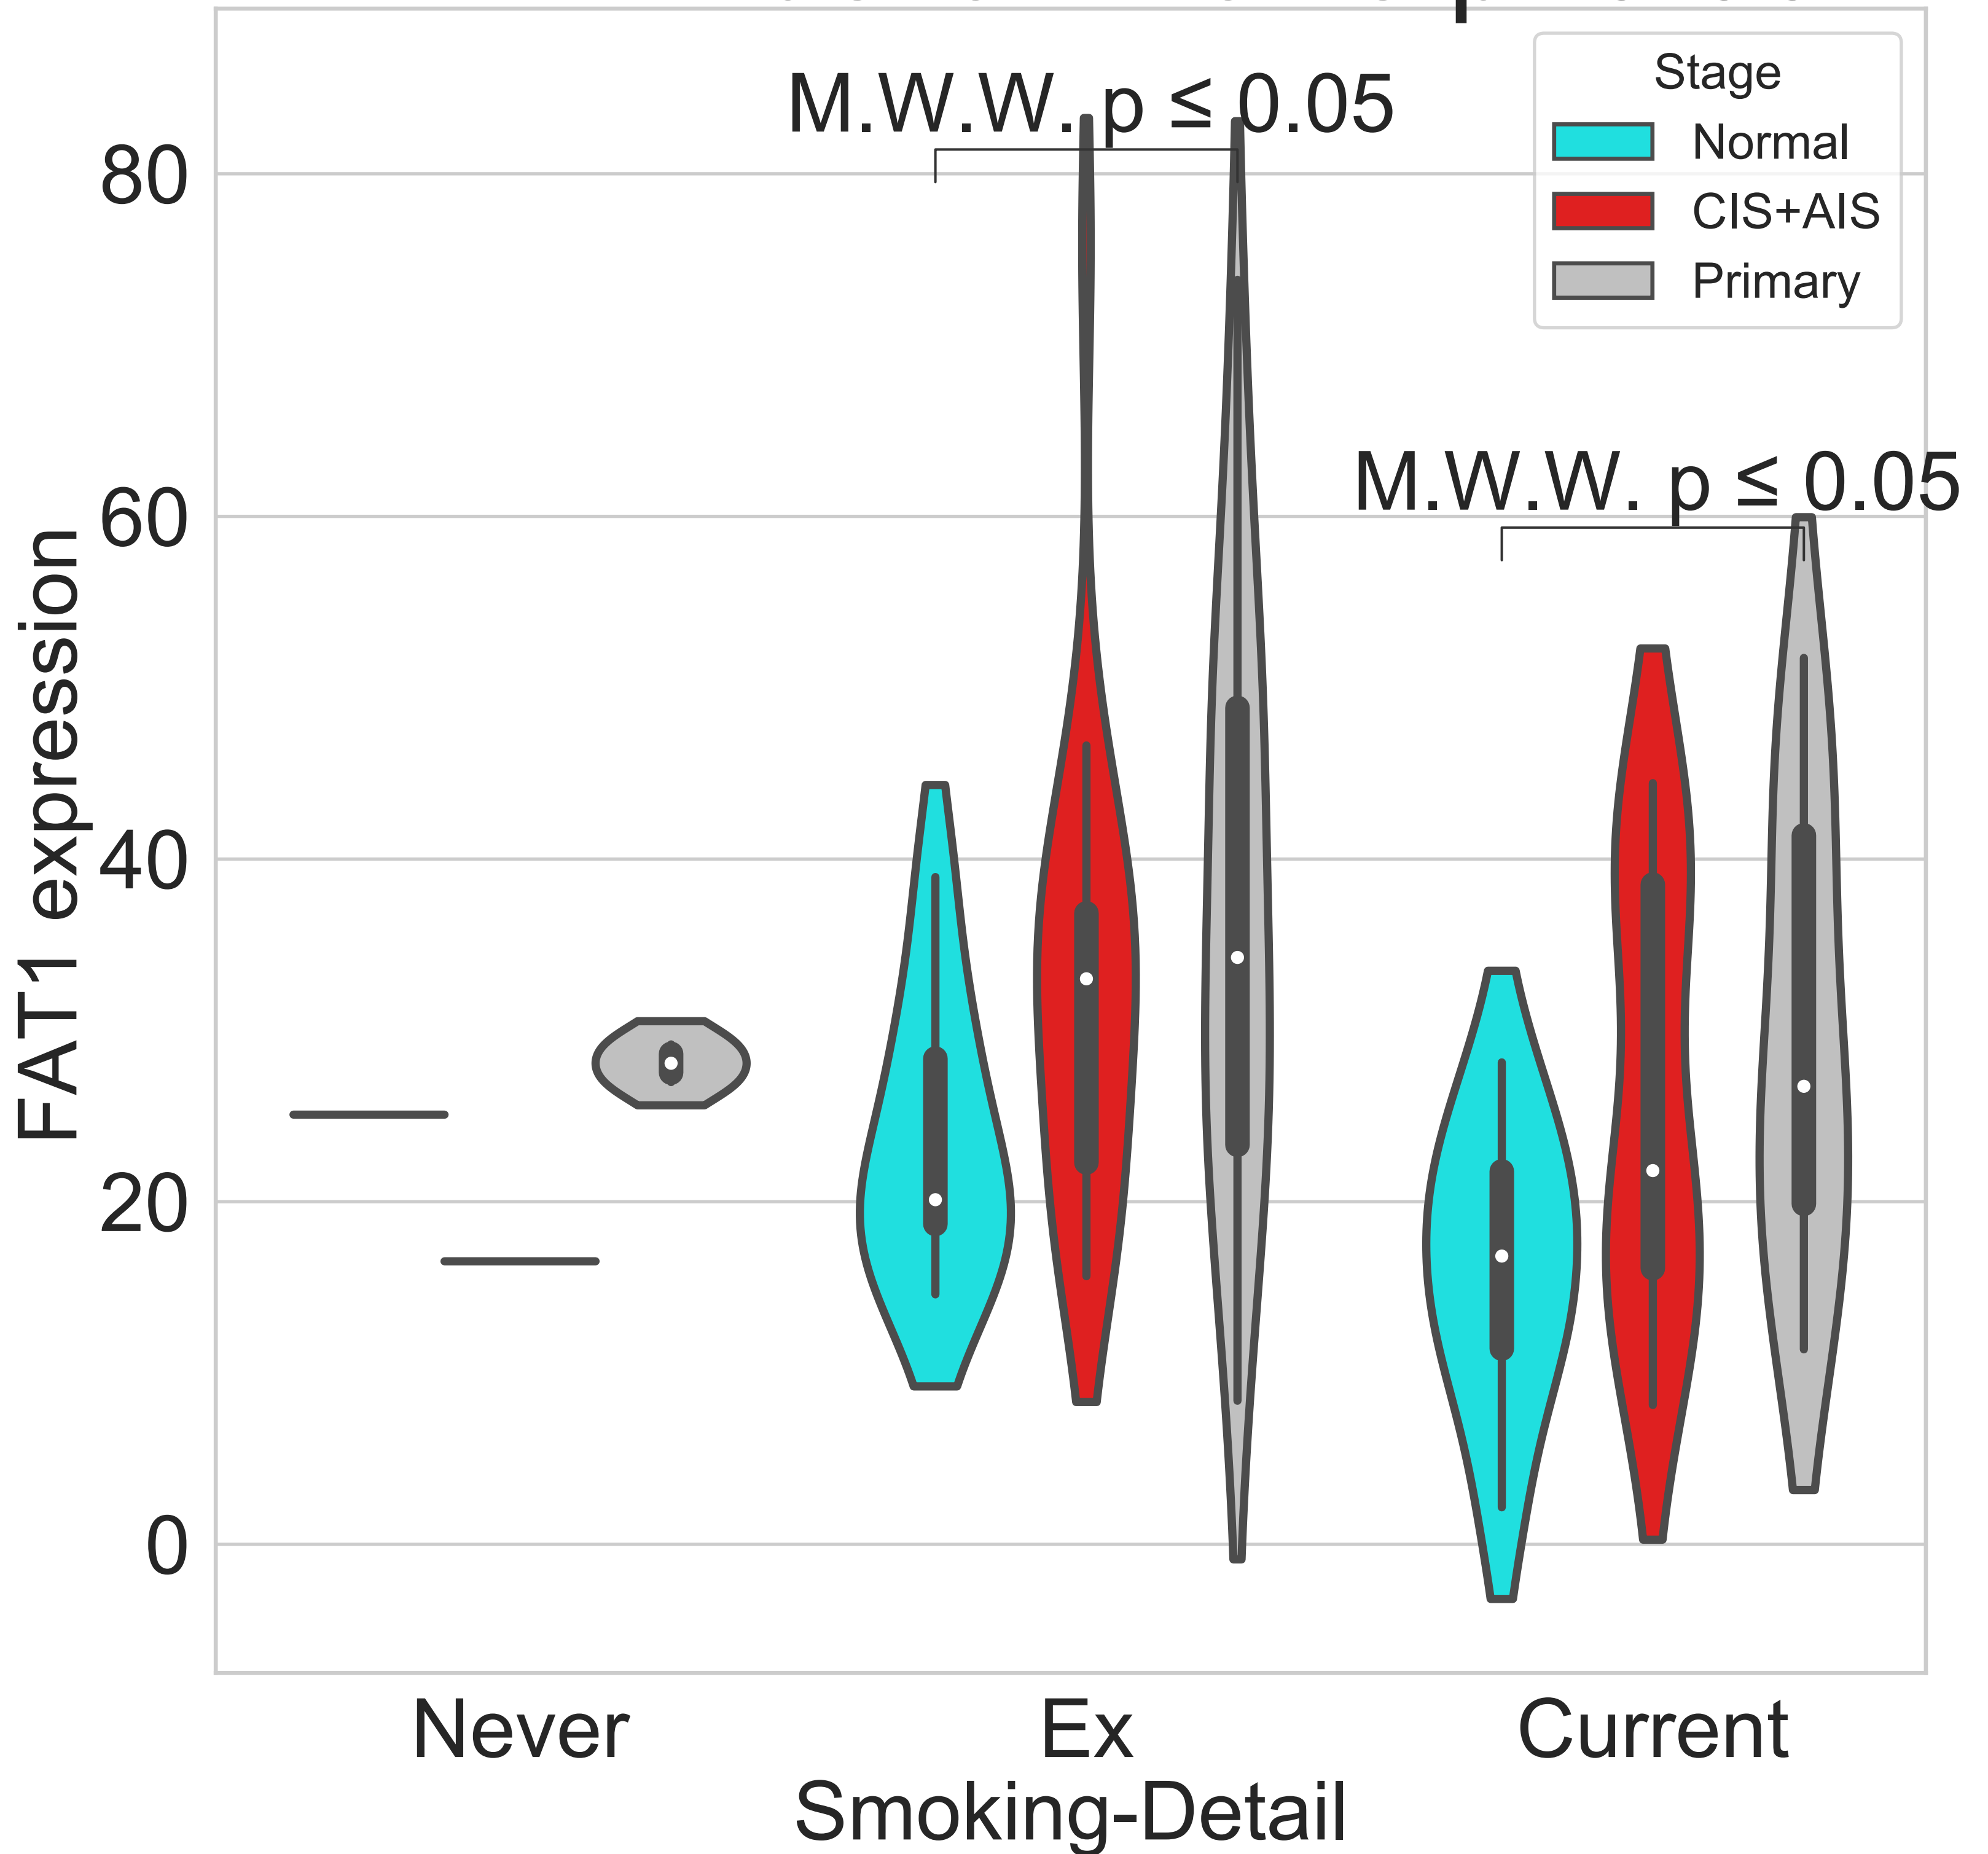 M.W.W. p ≤ 0.05
Stage
Normal
CIS+AIS
Primary
M.W.W. p ≤ 0.05
80
60
40
20
0
FAT1 expression
Never
Ex
Current
Smoking-Detail